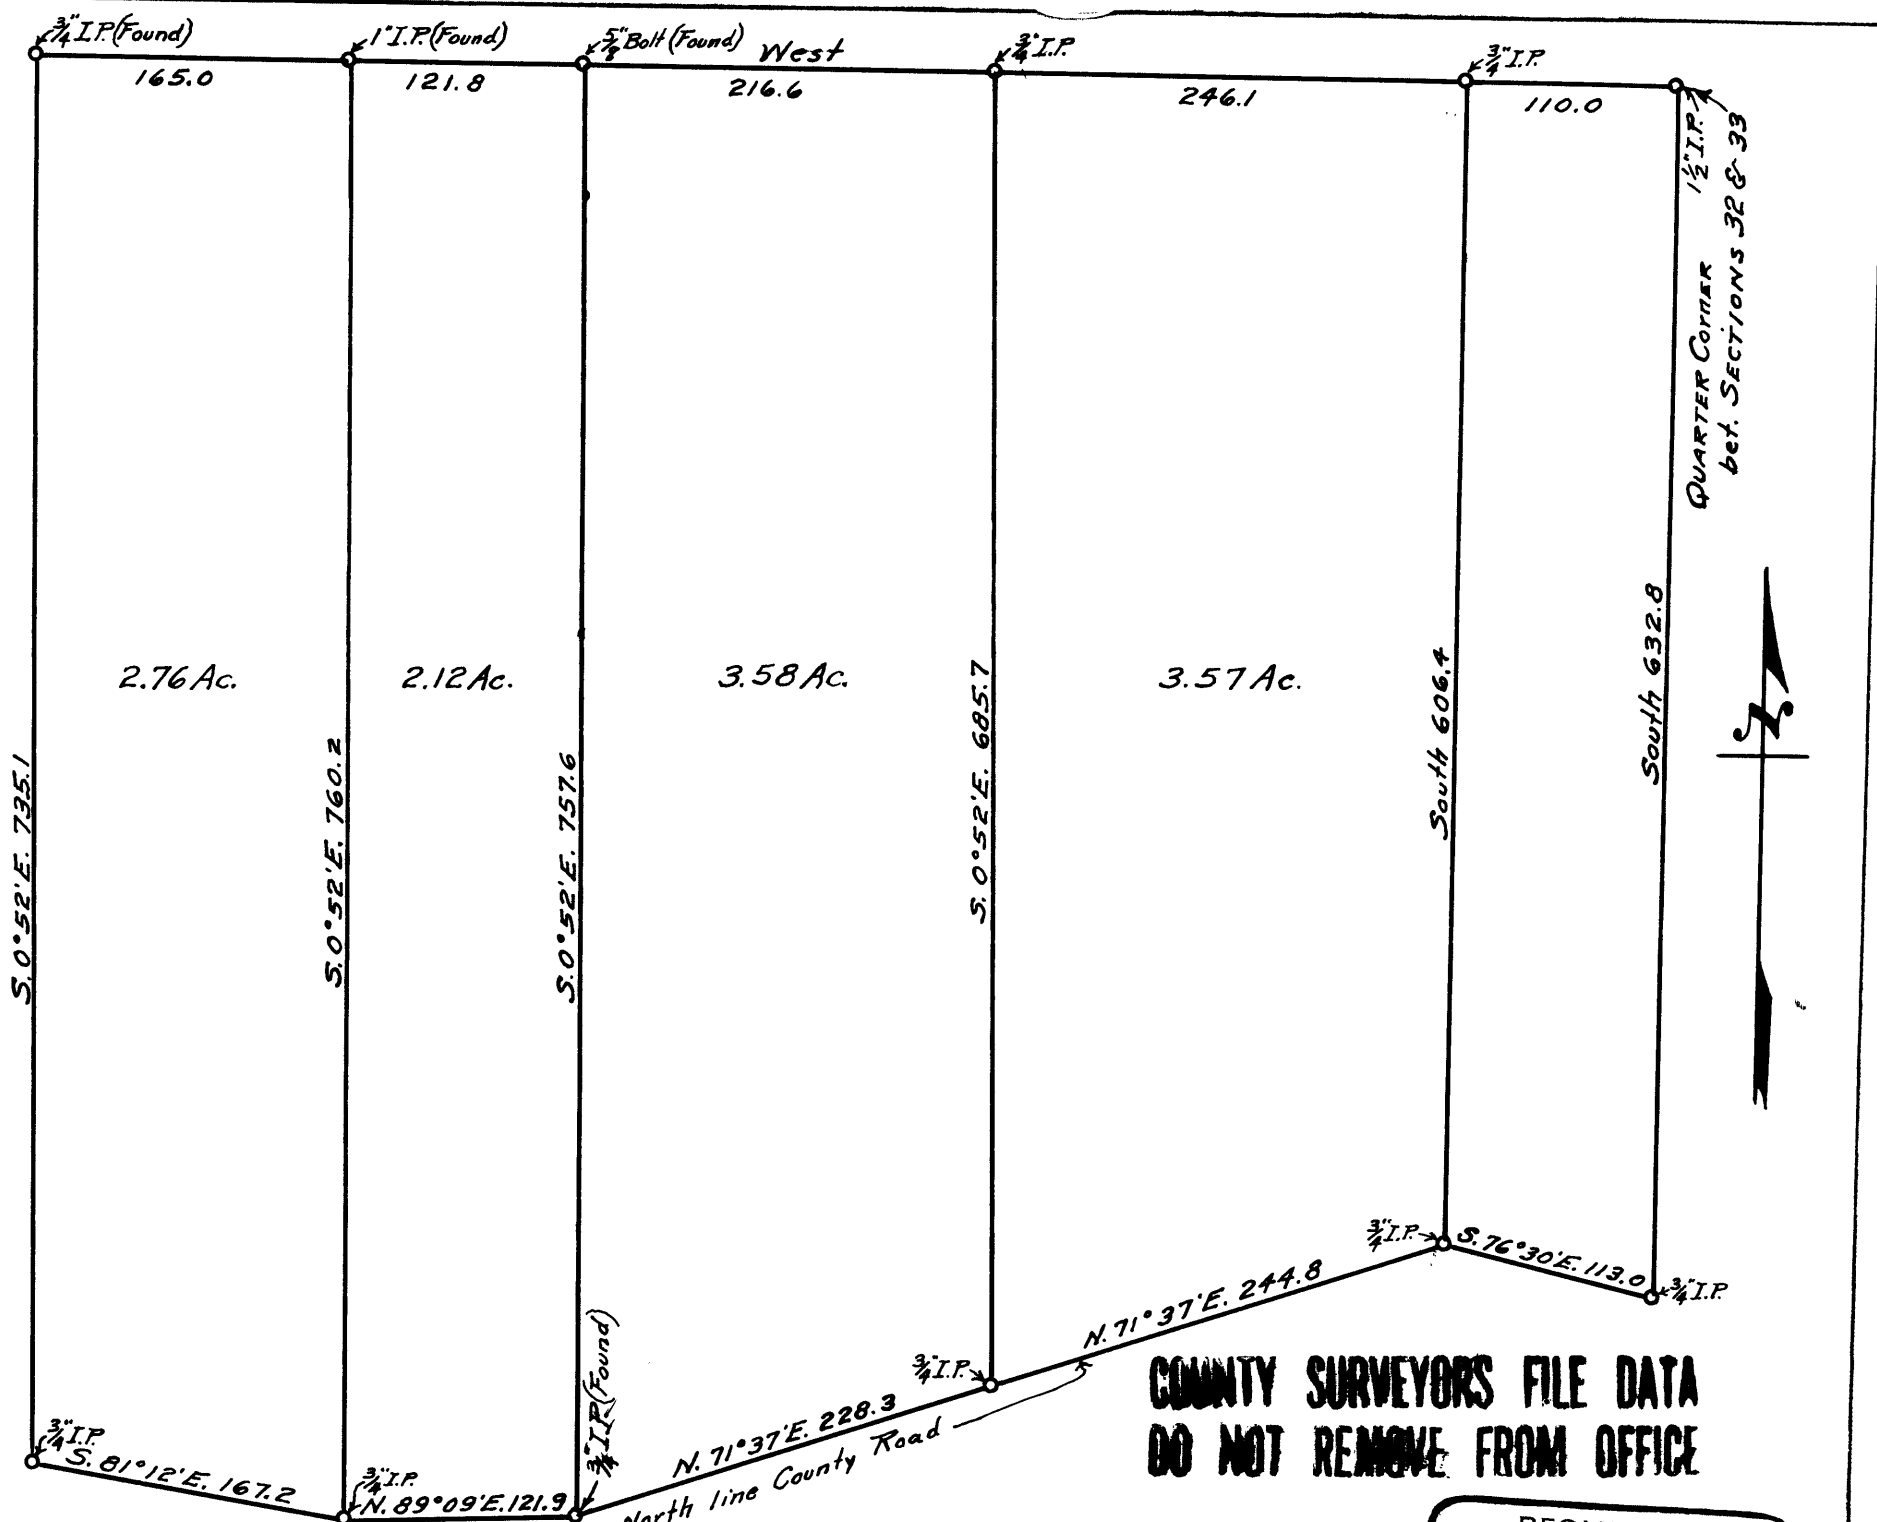 3/4" I.P. (Found)
1" I.P. (Found)
5/8" Bolt (Found)
West
3/4" I.P.
3/4" I.P.
165.0
121.8
216.6
246.1
110.0
1 1/2" I.P.
QUARTER CORNER
bet. SECTIONS 32 & 33
2.76 Ac.
2.12 Ac.
3.58 Ac.
3.57 Ac.
S. 0°52'E. 735.1
S. 0°52'E. 760.2
S. 0°52'E. 757.6
S. 0°52'E. 685.7
South 606.4
South 632.8
N
3/4" I.P.
S. 76°30'E. 113.0
3/4" I.P.
N. 71°37'E. 244.8
3/4" I.P.
3/4" I.P. (Found)
N. 71°37'E. 228.3
North line County Road
3/4" I.P.
S. 81°12'E. 167.2
3/4" I.P.
N. 89°09'E. 121.9
COUNTY SURVEYORS FILE DATA
DO NOT REMOVE FROM OFFICE